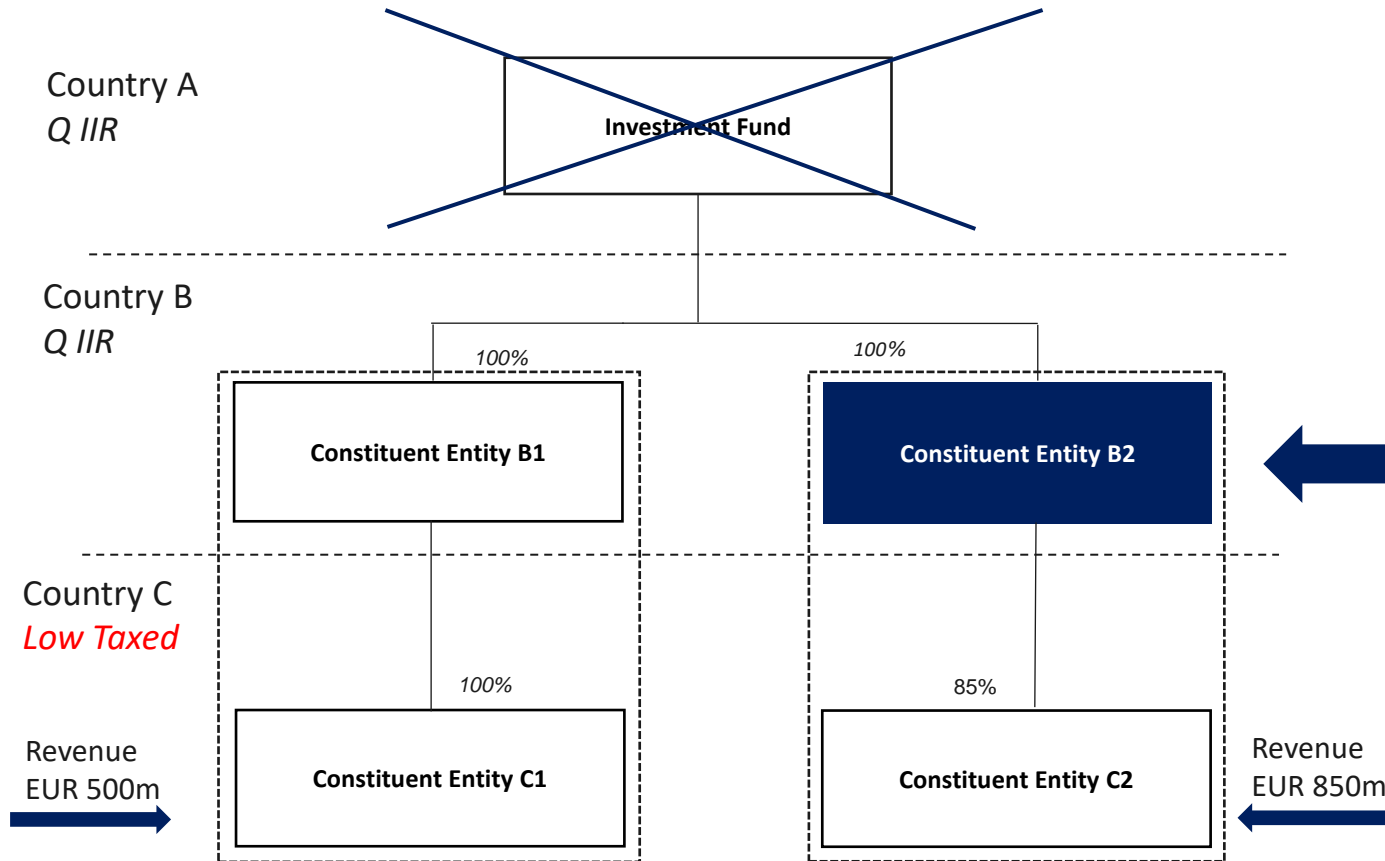 Country A
Q IIR
Investment Fund
Country B
Q IIR
100%
100%
Constituent Entity B1
Constituent Entity B2
Country C
Low Taxed
100%
85%
Revenue
EUR 500m
Constituent Entity C1
Constituent Entity C2
Revenue
EUR 850m